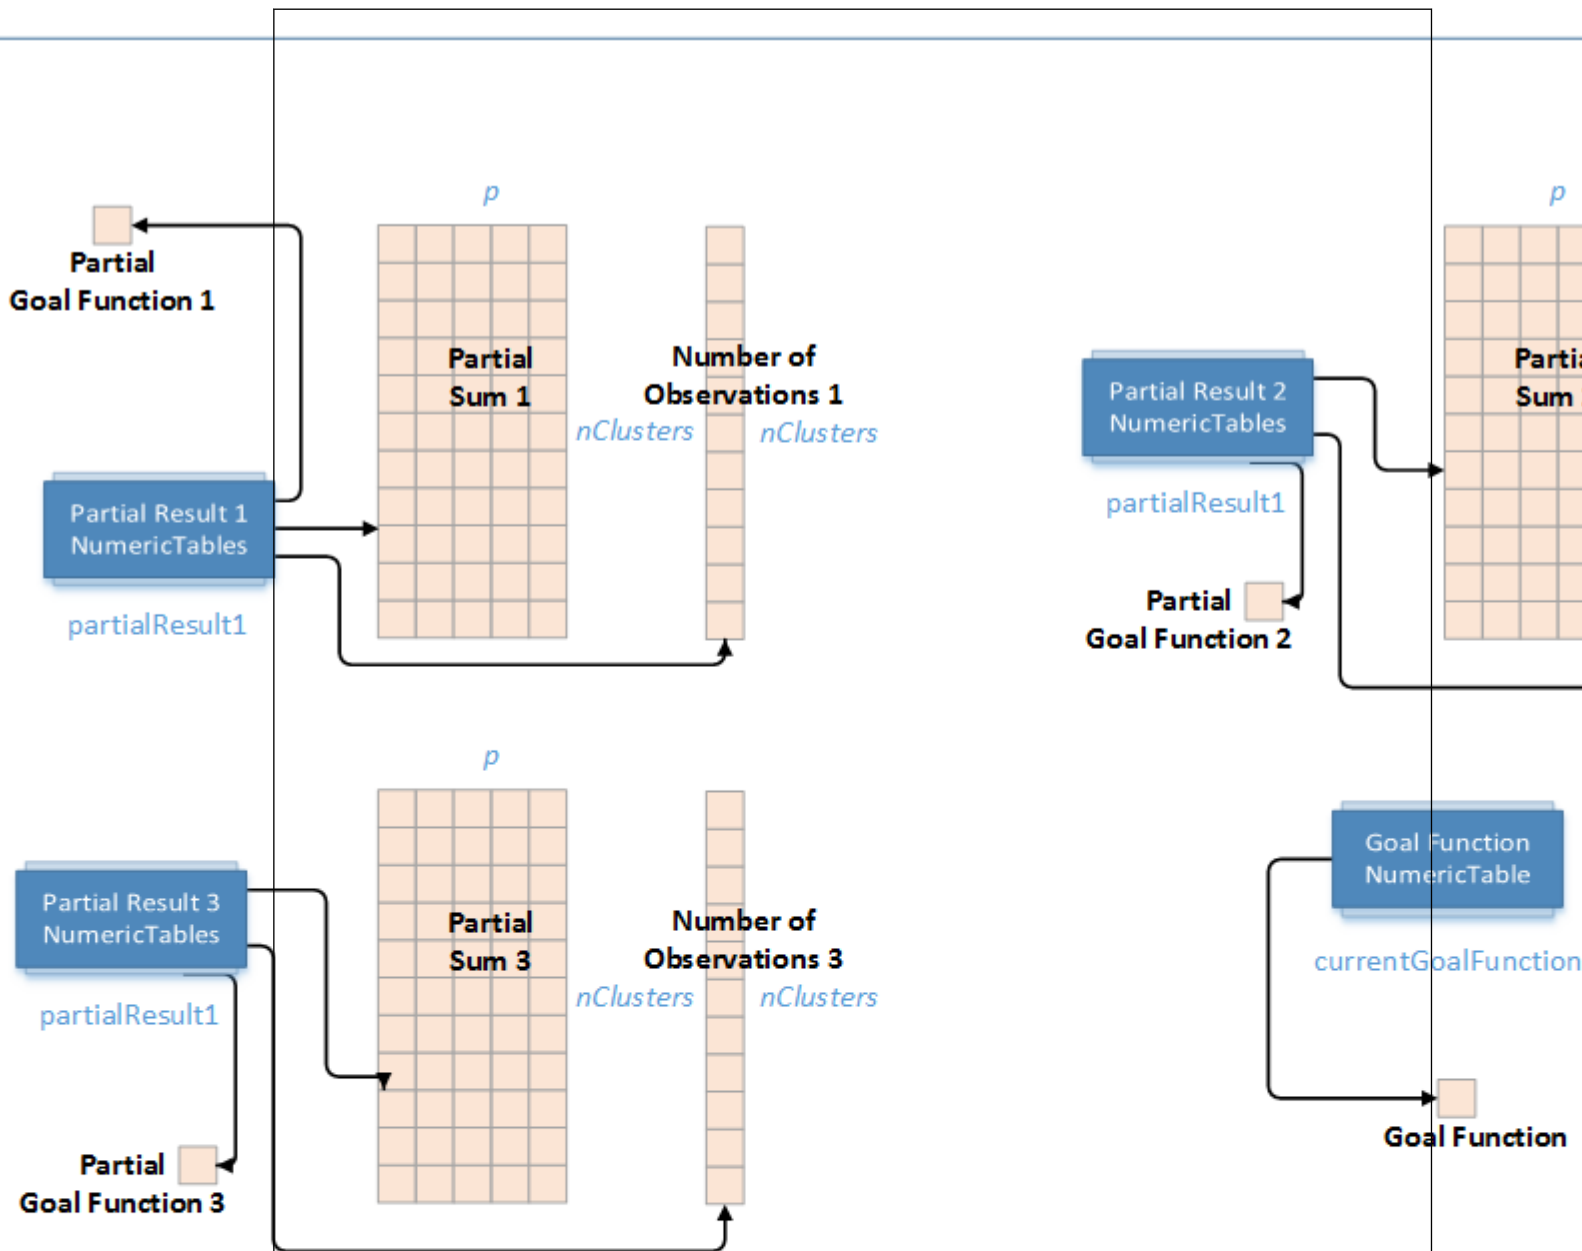 p
p
Partial
Goal Function 1
Partial
Sum 1
Number of
Observations 1
nClusters
nClusters
Partial Result 1
NumericTables
partialResult1
Partial Result 2
NumericTables
partialResult1
Sum
Partial
Goal Function 2
p
Partial
Sum 3
Number of
Observations 3
nClusters
nClusters
Partial Result 3
NumericTables
partialResult1
Partial
Goal Function 3
Goal Function
NumericTable
currentGoalFunction
Goal Function